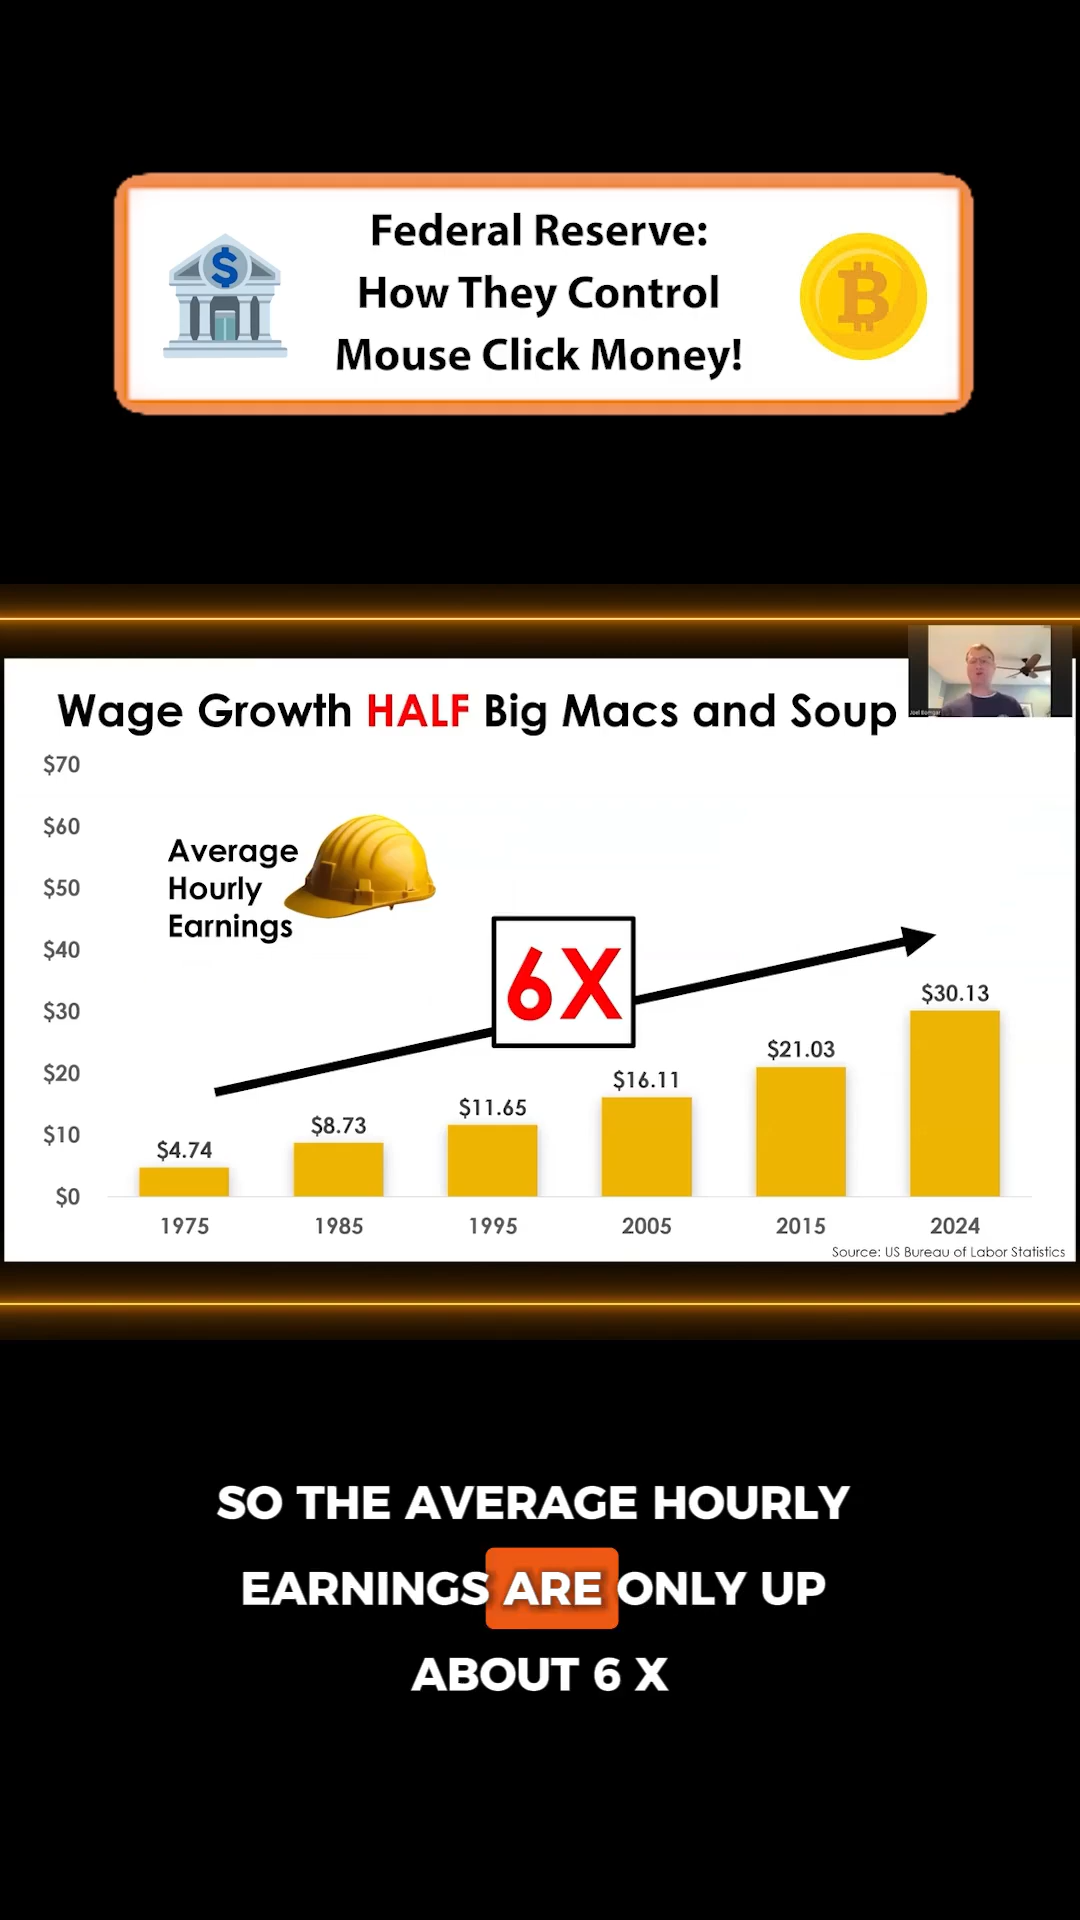 Federal Reserve:
How They Control
Mouse Click Money!
$
B
Joel Bomgar
Wage Growth HALF Big Macs and Soup
$70
$60
$50
$40
$30
$20
$10
$0
Average
Hourly
Earnings
6X
$4.74
$8.73
$11.65
$16.11
$21.03
$30.13
1975
1985
1995
2005
2015
2024
Source: US Bureau of Labor Statistics
SO THE AVERAGE HOURLY
EARNINGS ARE ONLY UP
ABOUT 6 X